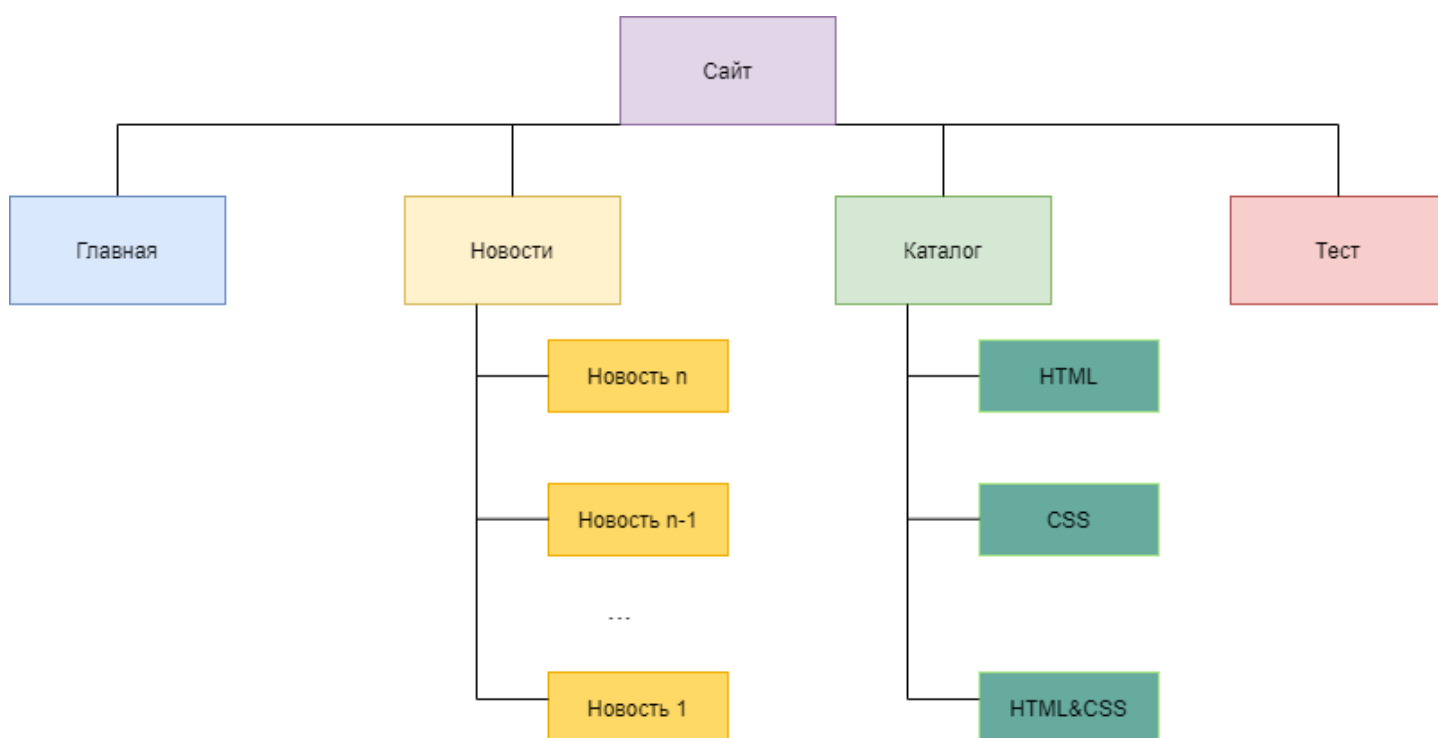 Сайт
Главная
Новости
Каталог
Тест
Новость n
HTML
Новость n-1
CSS
...
Новость 1
HTML&CSS